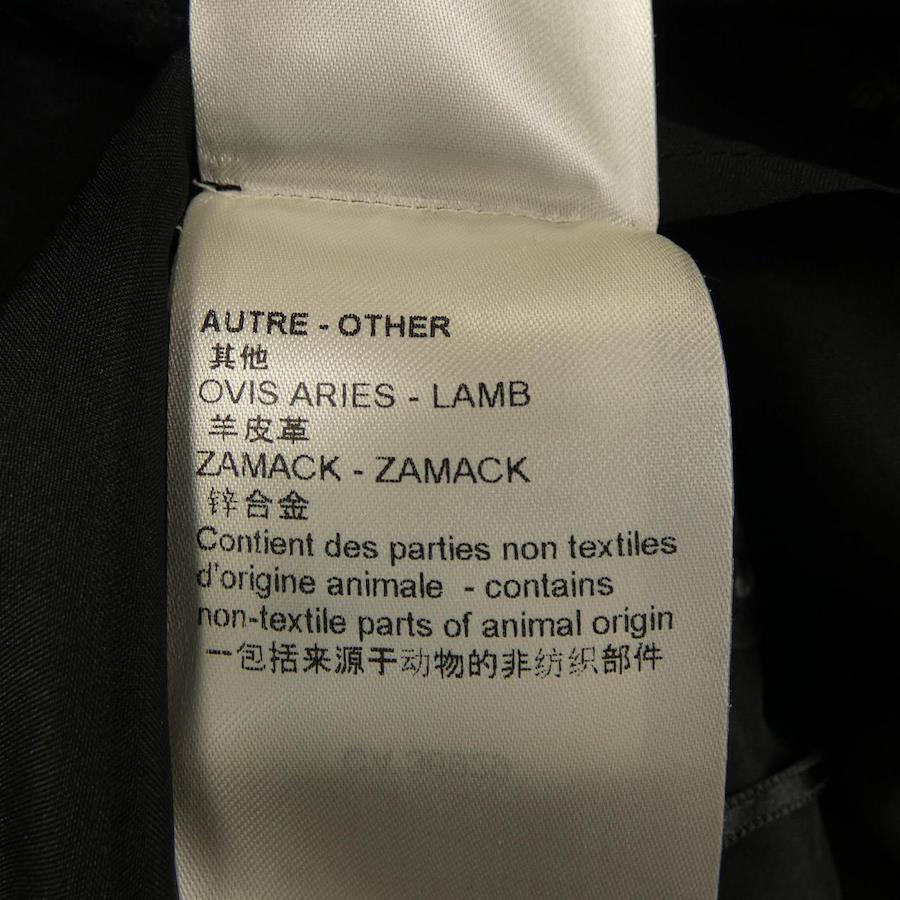 AUTRE - OTHER
其他
OVIS ARIES - LAMB
羊皮革
ZAMACK - ZAMACK
锌合金
Contient des parties non textiles
d'origine animale - contains
non-textile parts of animal origin
一包括来源于动物的非纺织部件